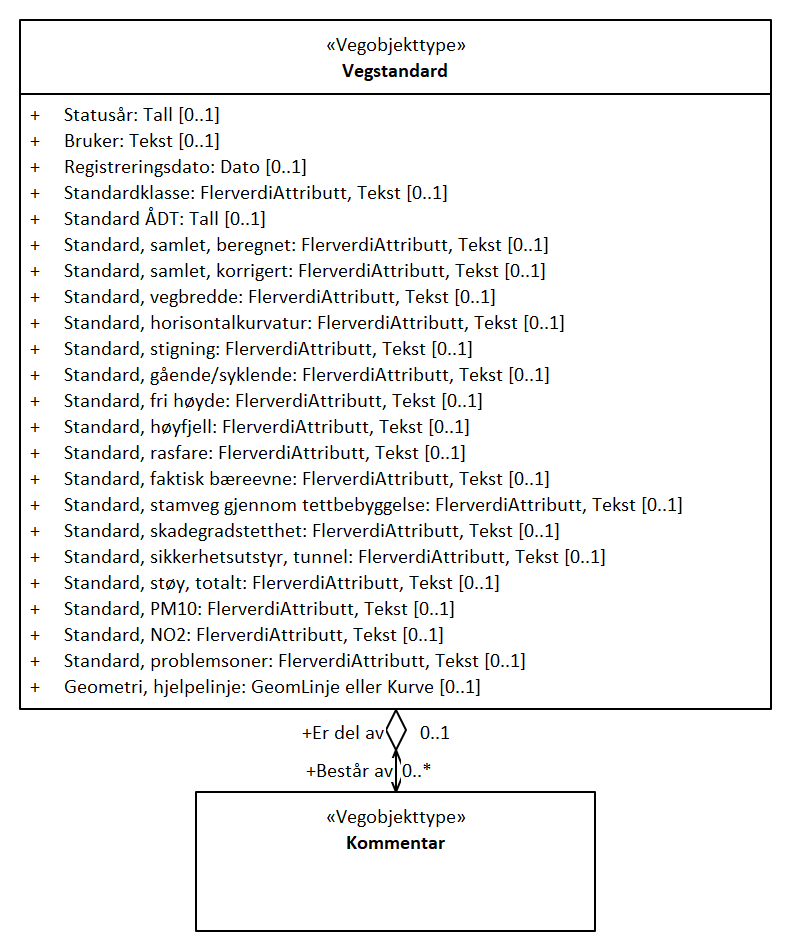 «Vegobjekttype»
Vegstandard
+ Statusår: Tall [0..1]
+ Bruker: Tekst [0..1]
+ Registreringsdato: Dato [0..1]
+ Standardklasse: FlerverdiAttributt, Tekst [0..1]
+ Standard ÅDT: Tall [0..1]
+ Standard, samlet, beregnet: FlerverdiAttributt, Tekst [0..1]
+ Standard, samlet, korrigert: FlerverdiAttributt, Tekst [0..1]
+ Standard, vegbredde: FlerverdiAttributt, Tekst [0..1]
+ Standard, horisontalkurvatur: FlerverdiAttributt, Tekst [0..1]
+ Standard, stigning: FlerverdiAttributt, Tekst [0..1]
+ Standard, gående/syklende: FlerverdiAttributt, Tekst [0..1]
+ Standard, fri høyde: FlerverdiAttributt, Tekst [0..1]
+ Standard, høyfjell: FlerverdiAttributt, Tekst [0..1]
+ Standard, rasfare: FlerverdiAttributt, Tekst [0..1]
+ Standard, faktisk bæreevne: FlerverdiAttributt, Tekst [0..1]
+ Standard, stamveg gjennom tettbebyggelse: FlerverdiAttributt, Tekst [0..1]
+ Standard, skadegradstetthet: FlerverdiAttributt, Tekst [0..1]
+ Standard, sikkerhetsutstyr, tunnel: FlerverdiAttributt, Tekst [0..1]
+ Standard, støy, totalt: FlerverdiAttributt, Tekst [0..1]
+ Standard, PM10: FlerverdiAttributt, Tekst [0..1]
+ Standard, NO2: FlerverdiAttributt, Tekst [0..1]
+ Standard, problemsoner: FlerverdiAttributt, Tekst [0..1]
+ Geometri, hjelpelinje: GeomLinje eller Kurve [0..1]
+Er del av 0..1
+Består av 0..*
«Vegobjekttype»
Kommentar